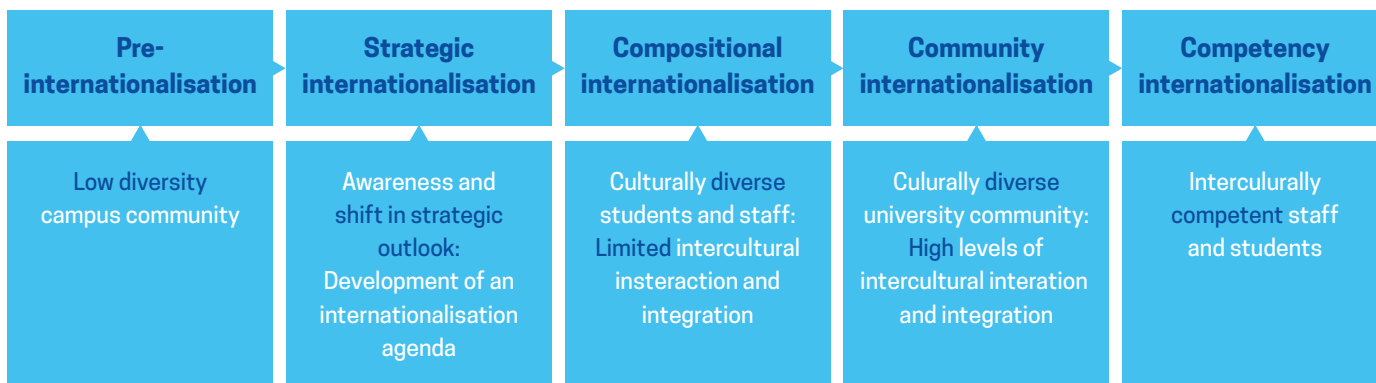 Pre-
internationalisation
Strategic
internationalisation
Compositional
internationalisation
Community
internationalisation
Competency
internationalisation
Low diversity
campus community
Awareness and
shift in strategic
outlook:
Development of an
internationalisation
agenda
Culturally diverse
students and staff:
Limited intercultural
insteraction and
integration
Culurally diverse
university community:
High levels of
intercultural interation
and integration
Interculurally
competent staff
and students